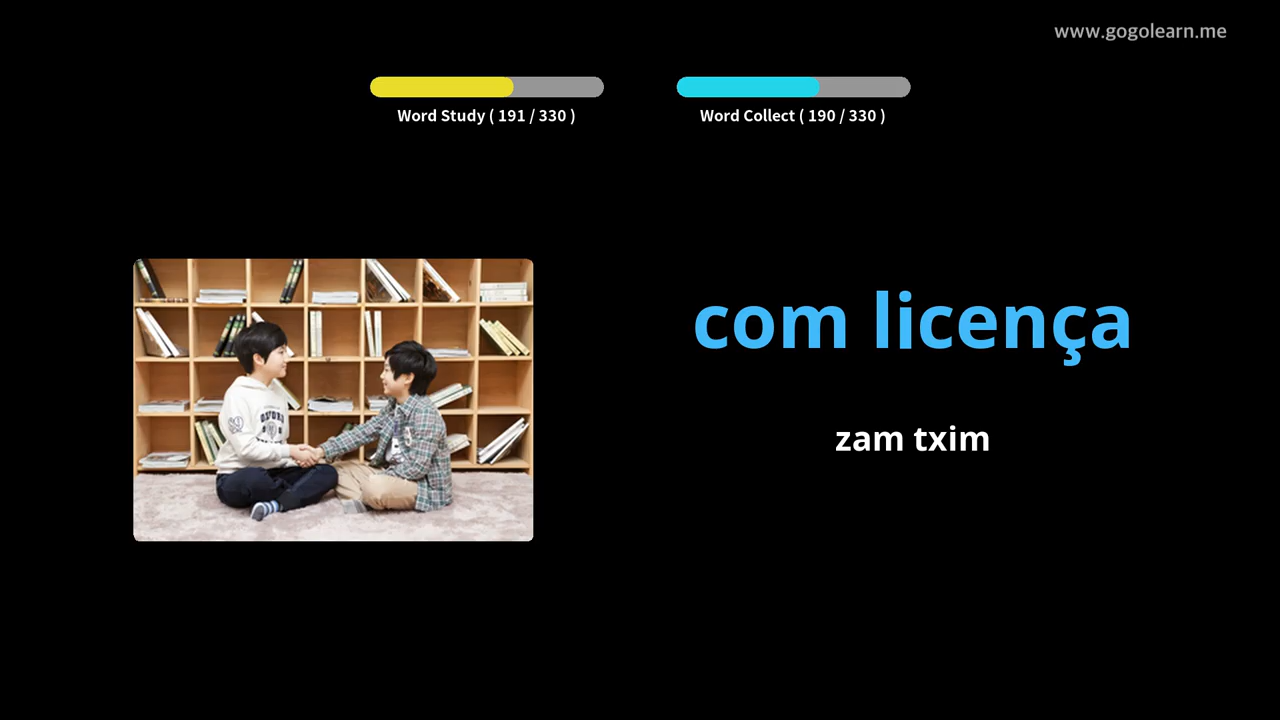 www.gogolearn.me
Word Study ( 191 / 330 )
Word Collect ( 190 / 330 )
com licença
zam txim